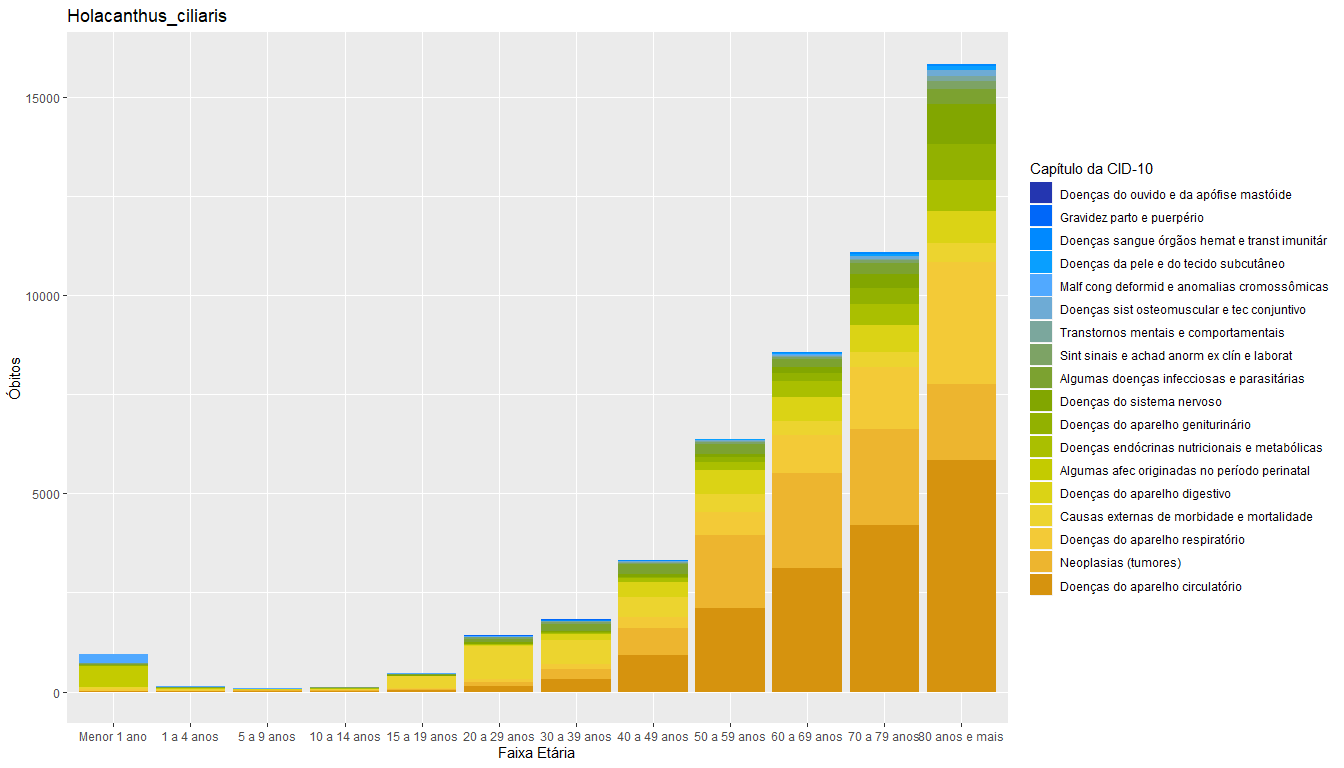 Holacanthus_ciliaris
Óbitos
15000
10000
5000
0
Menor 1 ano
1 a 4 anos
5 a 9 anos
10 a 14 anos
15 a 19 anos
20 a 29 anos
30 a 39 anos
40 a 49 anos
50 a 59 anos
60 a 69 anos
70 a 79 anos
80 anos e mais
Faixa Etária
Capítulo da CID-10
Doenças do ouvido e da apófise mastóide
Gravidez parto e puerpério
Doenças sangue órgãos hemat e transt imunitár
Doenças da pele e do tecido subcutâneo
Malf cong deformid e anomalias cromossômicas
Doenças sist osteomuscular e tec conjuntivo
Transtornos mentais e comportamentais
Sint sinais e achad anorm ex clín e laborat
Algumas doenças infecciosas e parasitárias
Doenças do sistema nervoso
Doenças do aparelho geniturinário
Doenças endócrinas nutricionais e metabólicas
Algumas afec originadas no período perinatal
Doenças do aparelho digestivo
Causas externas de morbidade e mortalidade
Doenças do aparelho respiratório
Neoplasias (tumores)
Doenças do aparelho circulatório